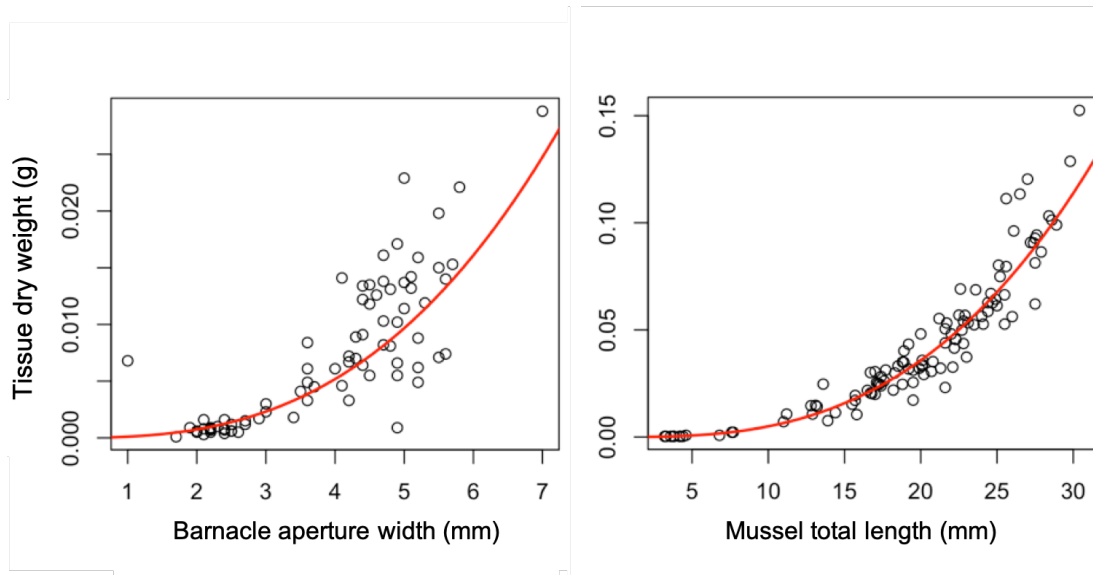 Tissue dry weight (g)
0.020
0.010
0.000
1 2 3 4 5 6 7
Barnacle aperture width (mm)
0.15
0.10
0.05
0.00
5 10 15 20 25 30
Mussel total length (mm)